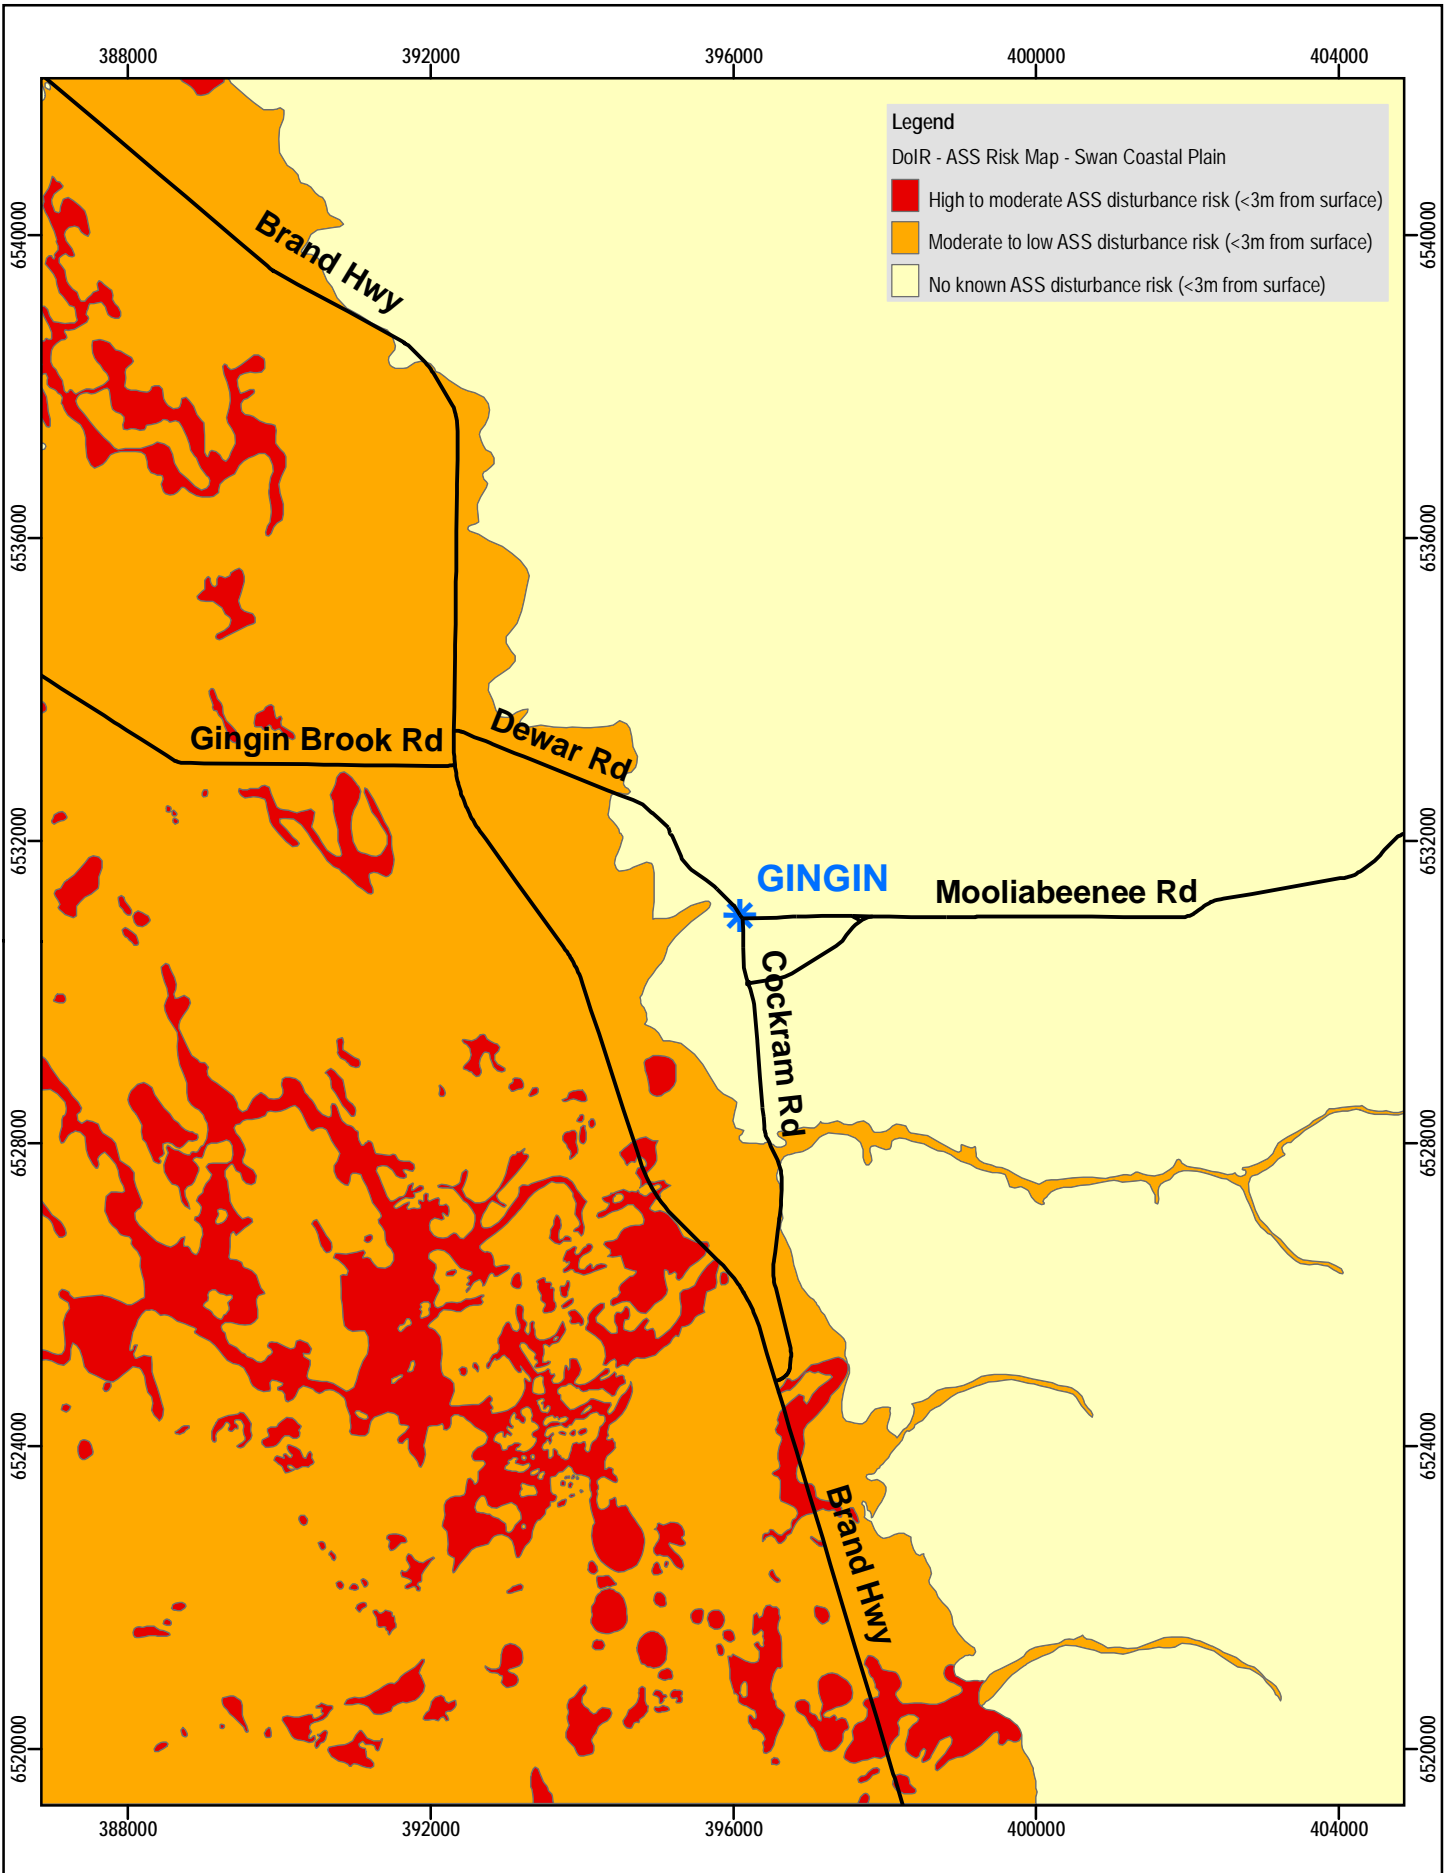 388000 392000 396000 400000 404000
Legend
DoIR - ASS Risk Map - Swan Coastal Plain
High to moderate ASS disturbance risk (<3m from surface)
Moderate to low ASS disturbance risk (<3m from surface)
No known ASS disturbance risk (<3m from surface)
6540000
6540000
Brand Hwy
6536000
6536000
Gingin Brook Rd
Dewar Rd
6532000
6532000
GINGIN
Mooliabeenee Rd
Cockram Rd
6528000
6528000
6524000
6524000
Brand Hwy
6520000
6520000
388000 392000 396000 400000 404000